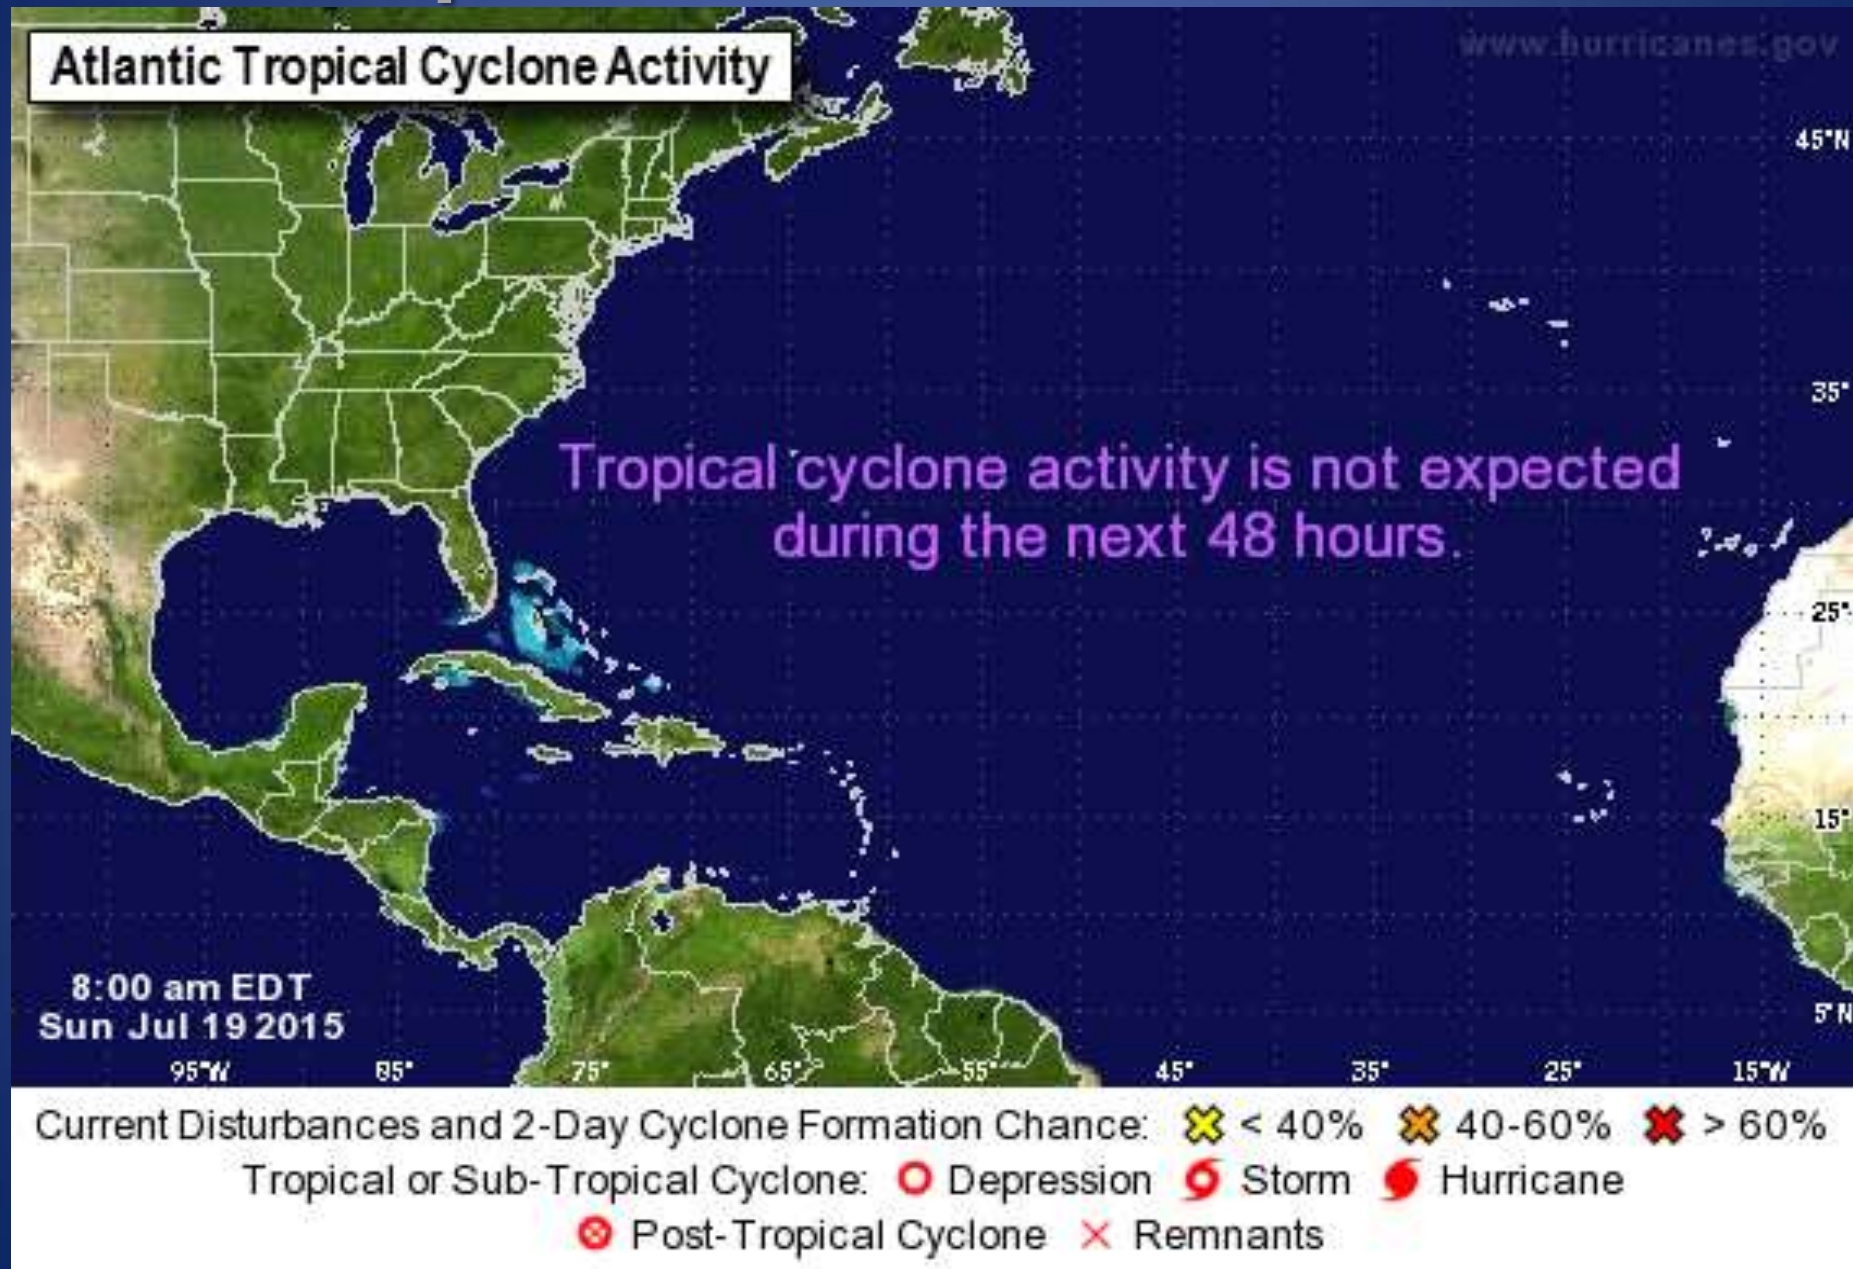 www.hurricanes.gov
Atlantic Tropical Cyclone Activity
45°N
35°
Tropical cyclone activity is not expected
during the next 48 hours.
25°
15°
8:00 am EDT
Sun Jul 19 2015
5°N
95°W 85° 75° 65° 55° 45° 35° 25° 15°W
Current Disturbances and 2-Day Cyclone Formation Chance: < 40% 40-60% > 60%
Tropical or Sub-Tropical Cyclone: Depression Storm Hurricane
Post-Tropical Cyclone Remnants